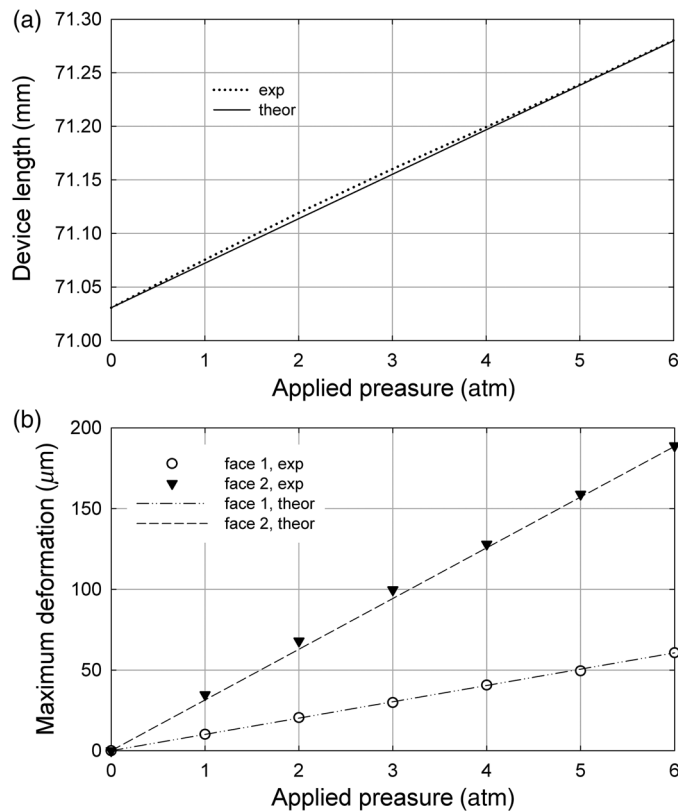 (a)
71.30
71.25
71.20
71.15
71.10
71.05
71.00
Device length (mm)
exp
theor
0 1 2 3 4 5 6
Applied preasure (atm)
(b)
200
150
100
50
0
Maximum deformation (μm)
face 1, exp
face 2, exp
face 1, theor
face 2, theor
0 1 2 3 4 5 6
Applied preasure (atm)